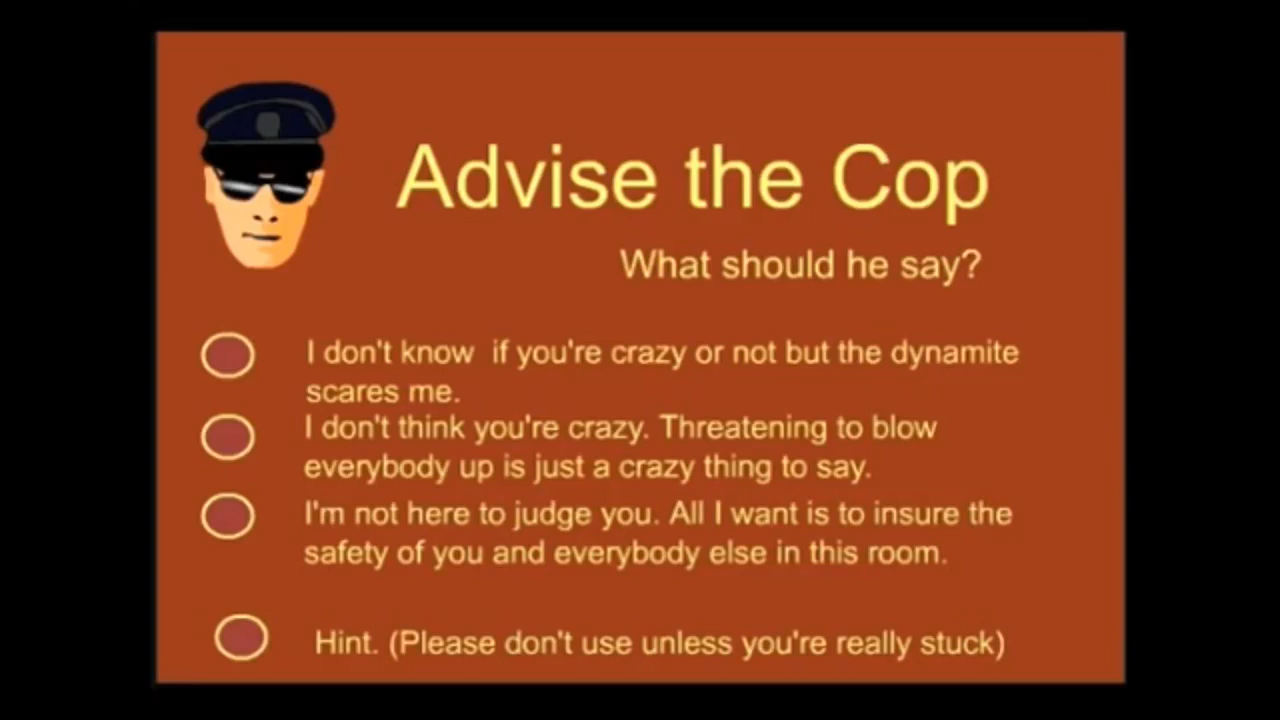 Advise the Cop
What should he say?
I don't know  if you're crazy or not but the dynamite
scares me.
I don't think you're crazy. Threatening to blow
everybody up is just a crazy thing to say.
I'm not here to judge you. All I want is to insure the
safety of you and everybody else in this room.
Hint. (Please don't use unless you're really stuck)